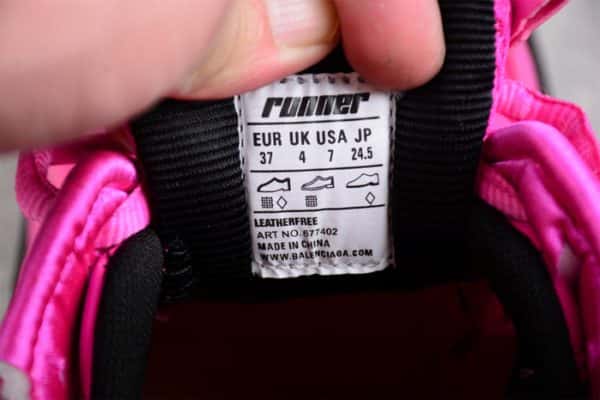 runner
EUR UK USA JP
37 4 7 24.5
LEATHERFREE
ART NO.677402
MADE IN CHINA
WWW.BALENCIAGA.COM